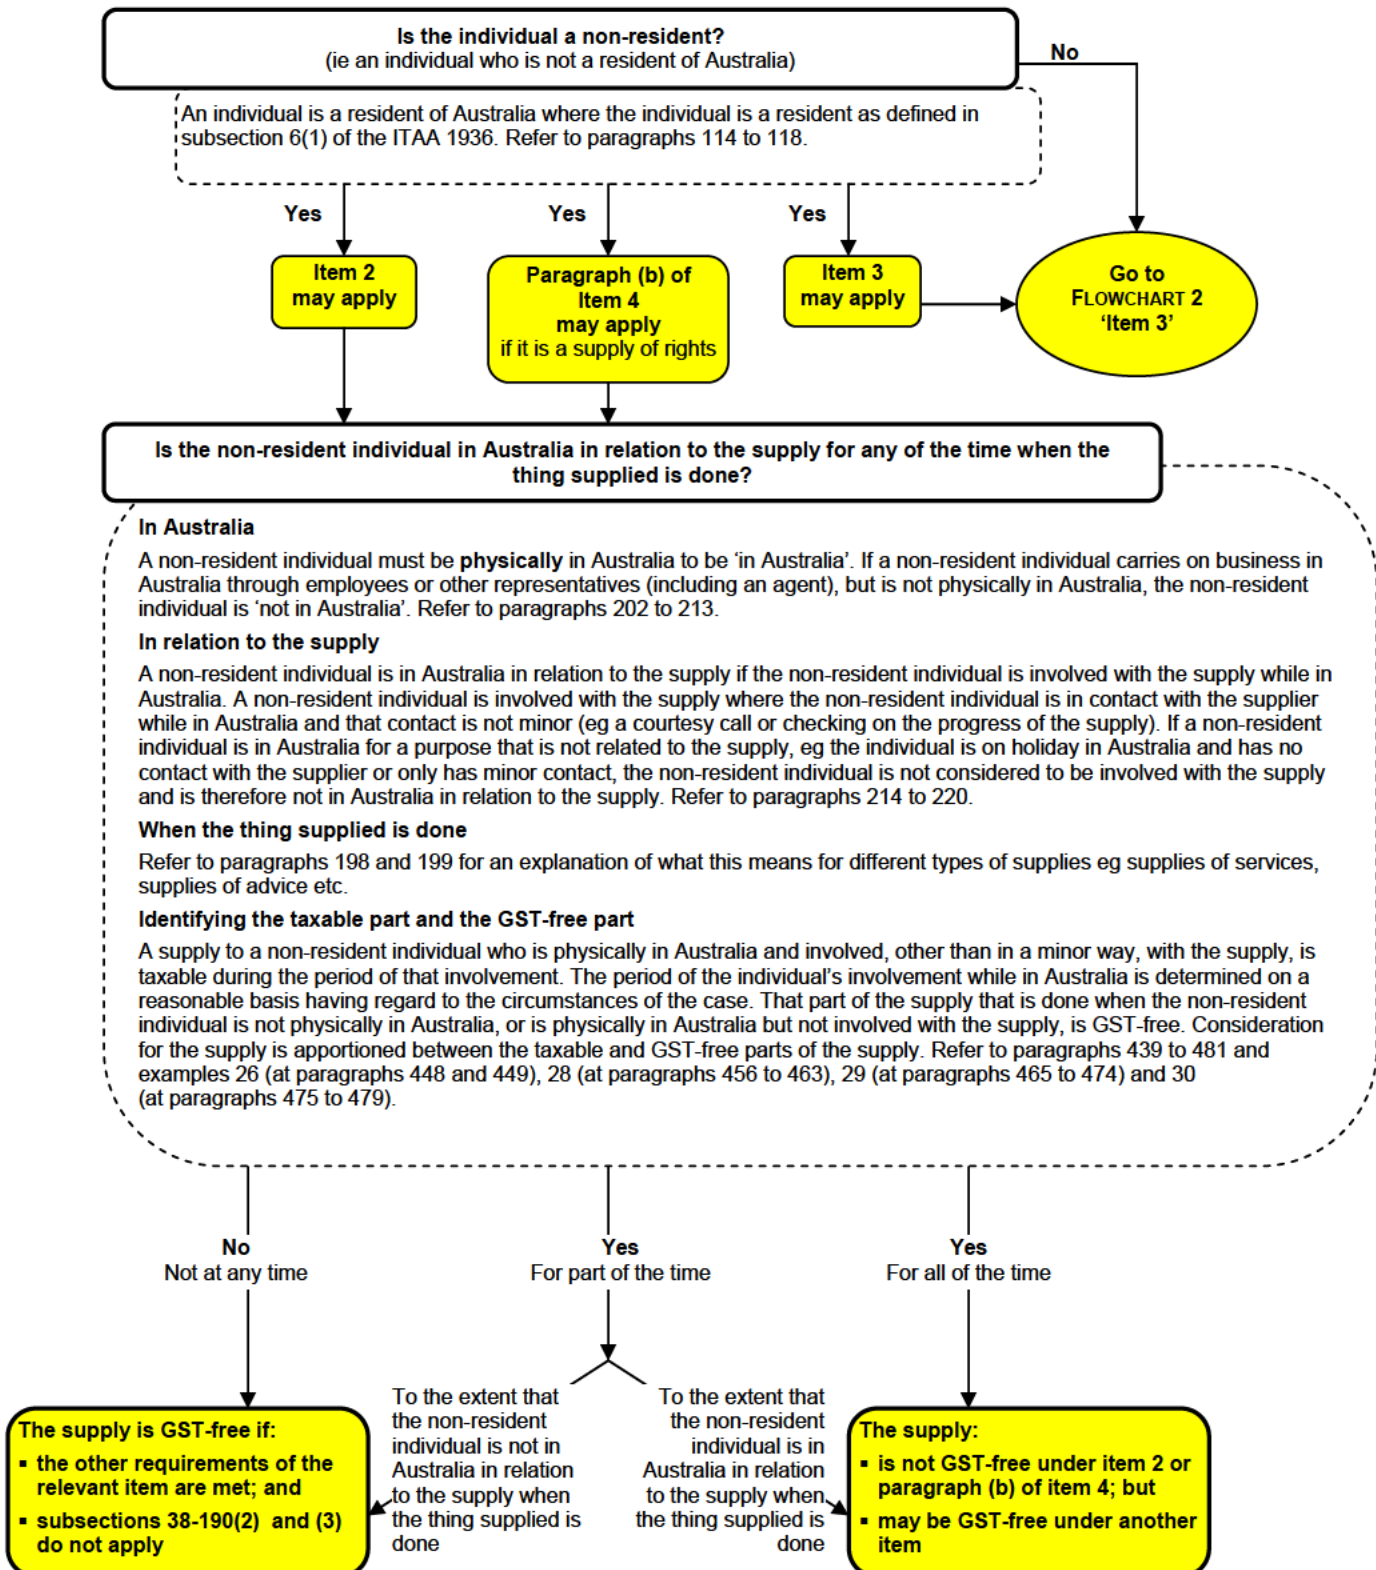 Is the individual a non-resident?
(ie an individual who is not a resident of Australia)
No
An individual is a resident of Australia where the individual is a resident as defined in
subsection 6(1) of the ITAA 1936. Refer to paragraphs 114 to 118.
Yes
Yes
Yes
Item 2
may apply
Paragraph (b) of
Item 4
may apply
if it is a supply of rights
Item 3
may apply
Go to
FLOWCHART 2
‘Item 3’
Is the non-resident individual in Australia in relation to the supply for any of the time when the
thing supplied is done?
In Australia
A non-resident individual must be physically in Australia to be ‘in Australia’. If a non-resident individual carries on business in
Australia through employees or other representatives (including an agent), but is not physically in Australia, the non-resident
individual is ‘not in Australia’. Refer to paragraphs 202 to 213.
In relation to the supply
A non-resident individual is in Australia in relation to the supply if the non-resident individual is involved with the supply while in
Australia. A non-resident individual is involved with the supply where the non-resident individual is in contact with the supplier
while in Australia and that contact is not minor (eg a courtesy call or checking on the progress of the supply). If a non-resident
individual is in Australia for a purpose that is not related to the supply, eg the individual is on holiday in Australia and has no
contact with the supplier or only has minor contact, the non-resident individual is not considered to be involved with the supply
and is therefore not in Australia in relation to the supply. Refer to paragraphs 214 to 220.
When the thing supplied is done
Refer to paragraphs 198 and 199 for an explanation of what this means for different types of supplies eg supplies of services,
supplies of advice etc.
Identifying the taxable part and the GST-free part
A supply to a non-resident individual who is physically in Australia and involved, other than in a minor way, with the supply, is
taxable during the period of that involvement. The period of the individual’s involvement while in Australia is determined on a
reasonable basis having regard to the circumstances of the case. That part of the supply that is done when the non-resident
individual is not physically in Australia, or is physically in Australia but not involved with the supply, is GST-free. Consideration
for the supply is apportioned between the taxable and GST-free parts of the supply. Refer to paragraphs 439 to 481 and
examples 26 (at paragraphs 448 and 449), 28 (at paragraphs 456 to 463), 29 (at paragraphs 465 to 474) and 30
(at paragraphs 475 to 479).
No
Not at any time
Yes
For part of the time
Yes
For all of the time
The supply is GST-free if:
▪ the other requirements of the
relevant item are met; and
▪ subsections 38-190(2) and (3)
do not apply
To the extent that
the non-resident
individual is not in
Australia in relation
to the supply when
the thing supplied is
done
To the extent that
the non-resident
individual is in
Australia in relation
to the supply when
the thing supplied is
done
The supply:
▪ is not GST-free under item 2 or
paragraph (b) of item 4; but
▪ may be GST-free under another
item